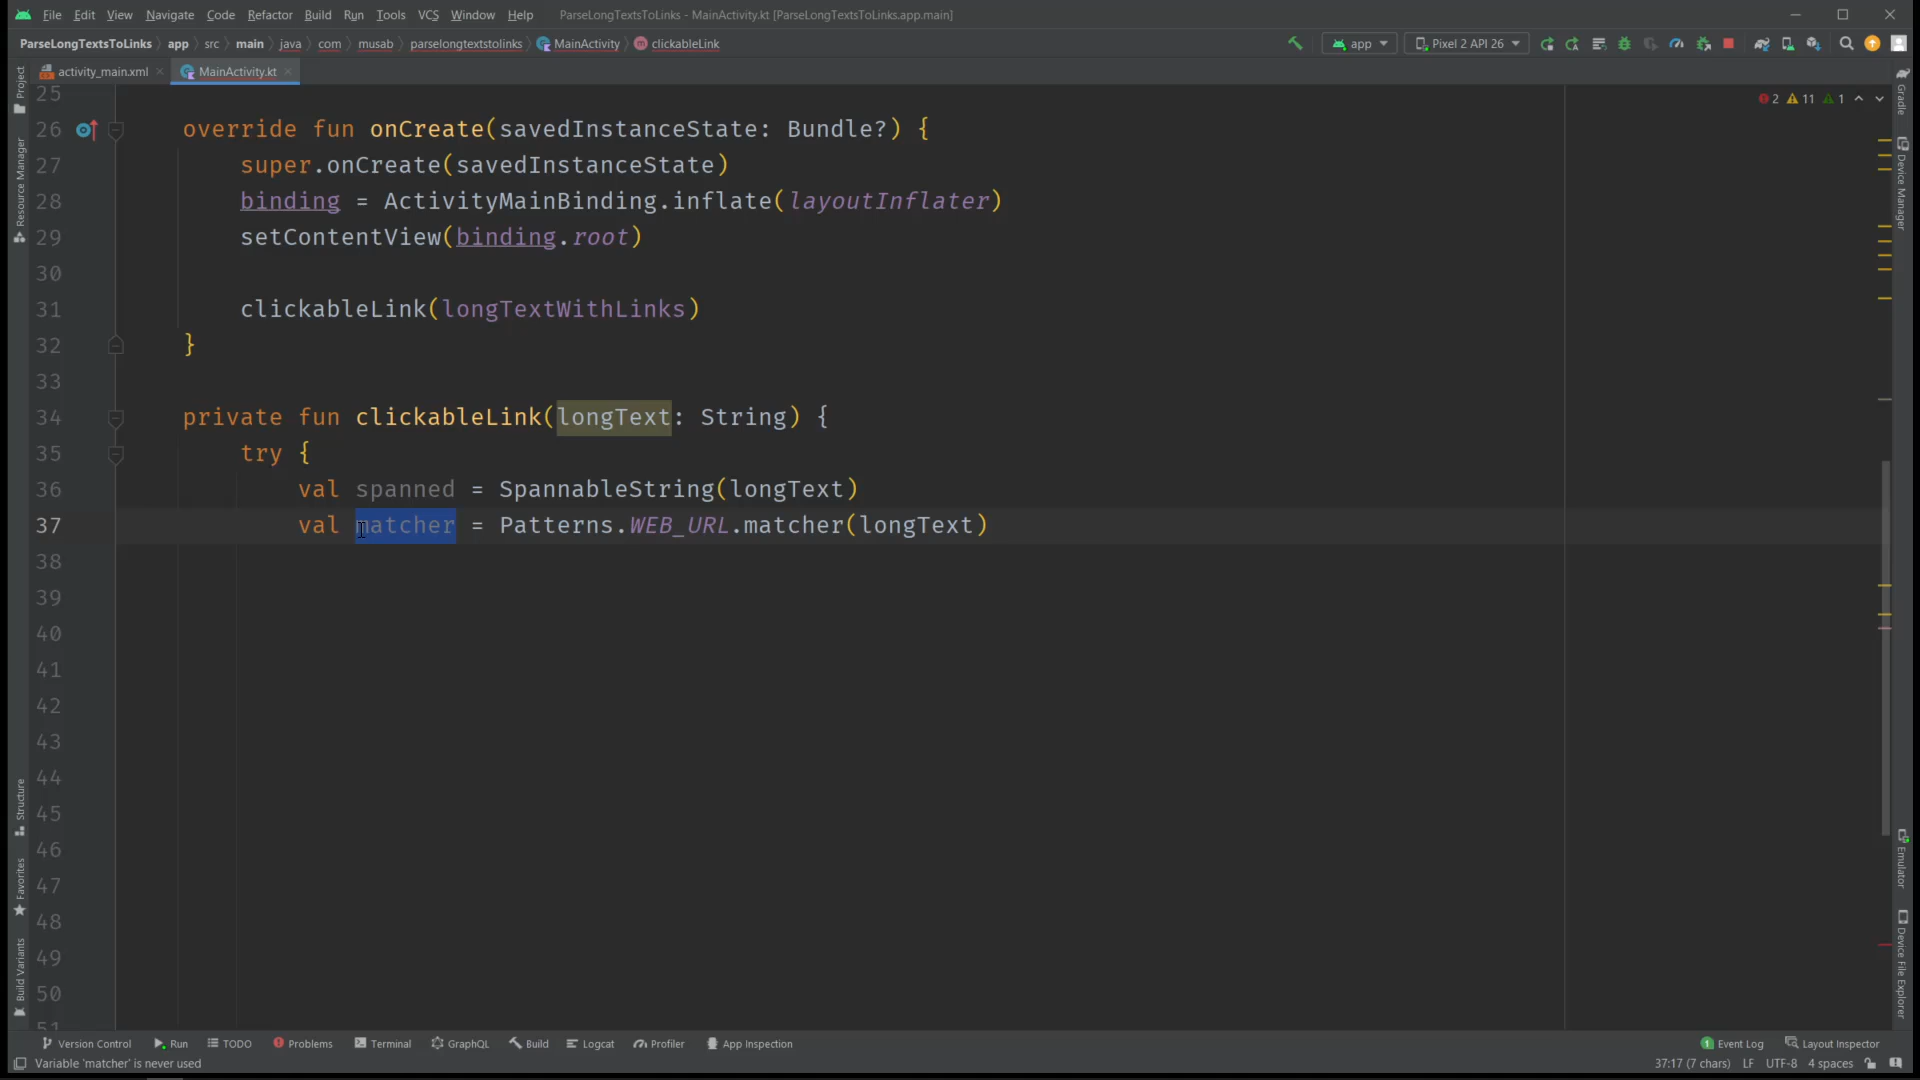 File Edit View Navigate Code Refactor Build Run Tools VCS Window Help ParseLongTextsToLinks - MainActivity.kt [ParseLongTextsToLinks.app.main]
ParseLongTextsToLinks app src main java com musab parselongtextstolinks MainActivity clickableLink app Pixel 2 API 26
activity_main.xml MainActivity.kt
2 11 1
25
26 override fun onCreate(savedInstanceState: Bundle?) {
27 super.onCreate(savedInstanceState)
28 binding = ActivityMainBinding.inflate(layoutInflater)
29 setContentView(binding.root)
30
31 clickableLink(longTextWithLinks)
32 }
33
34 private fun clickableLink(longText: String) {
35 try {
36 val spanned = SpannableString(longText)
37 val matcher = Patterns.WEB_URL.matcher(longText)
38
39
40
41
42
43
44
45
46
47
48
49
50
51
Project
Resource Manager
Structure
Favorites
Build Variants
Gradle
Device Manager
Emulator
Device File Explorer
Version Control Run TODO Problems Terminal GraphQL Build Logcat Profiler App Inspection 1 Event Log Layout Inspector
Variable 'matcher' is never used 37:17 (7 chars) LF UTF-8 4 spaces